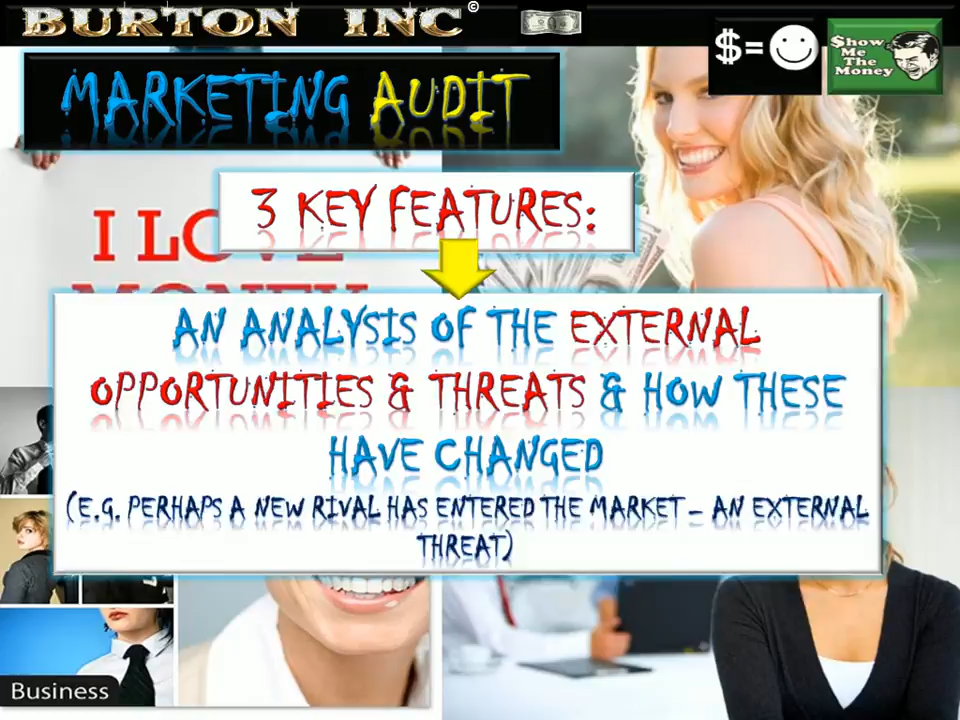 BURTON INC©
$=
Show
Me
The
Money
MARKETING AUDIT
3 KEY FEATURES:
I LO
AN ANALYSIS OF THE EXTERNAL
OPPORTUNITIES & THREATS & HOW THESE
HAVE CHANGED
(E.G. PERHAPS A NEW RIVAL HAS ENTERED THE MARKET – AN EXTERNAL
THREAT)
Business